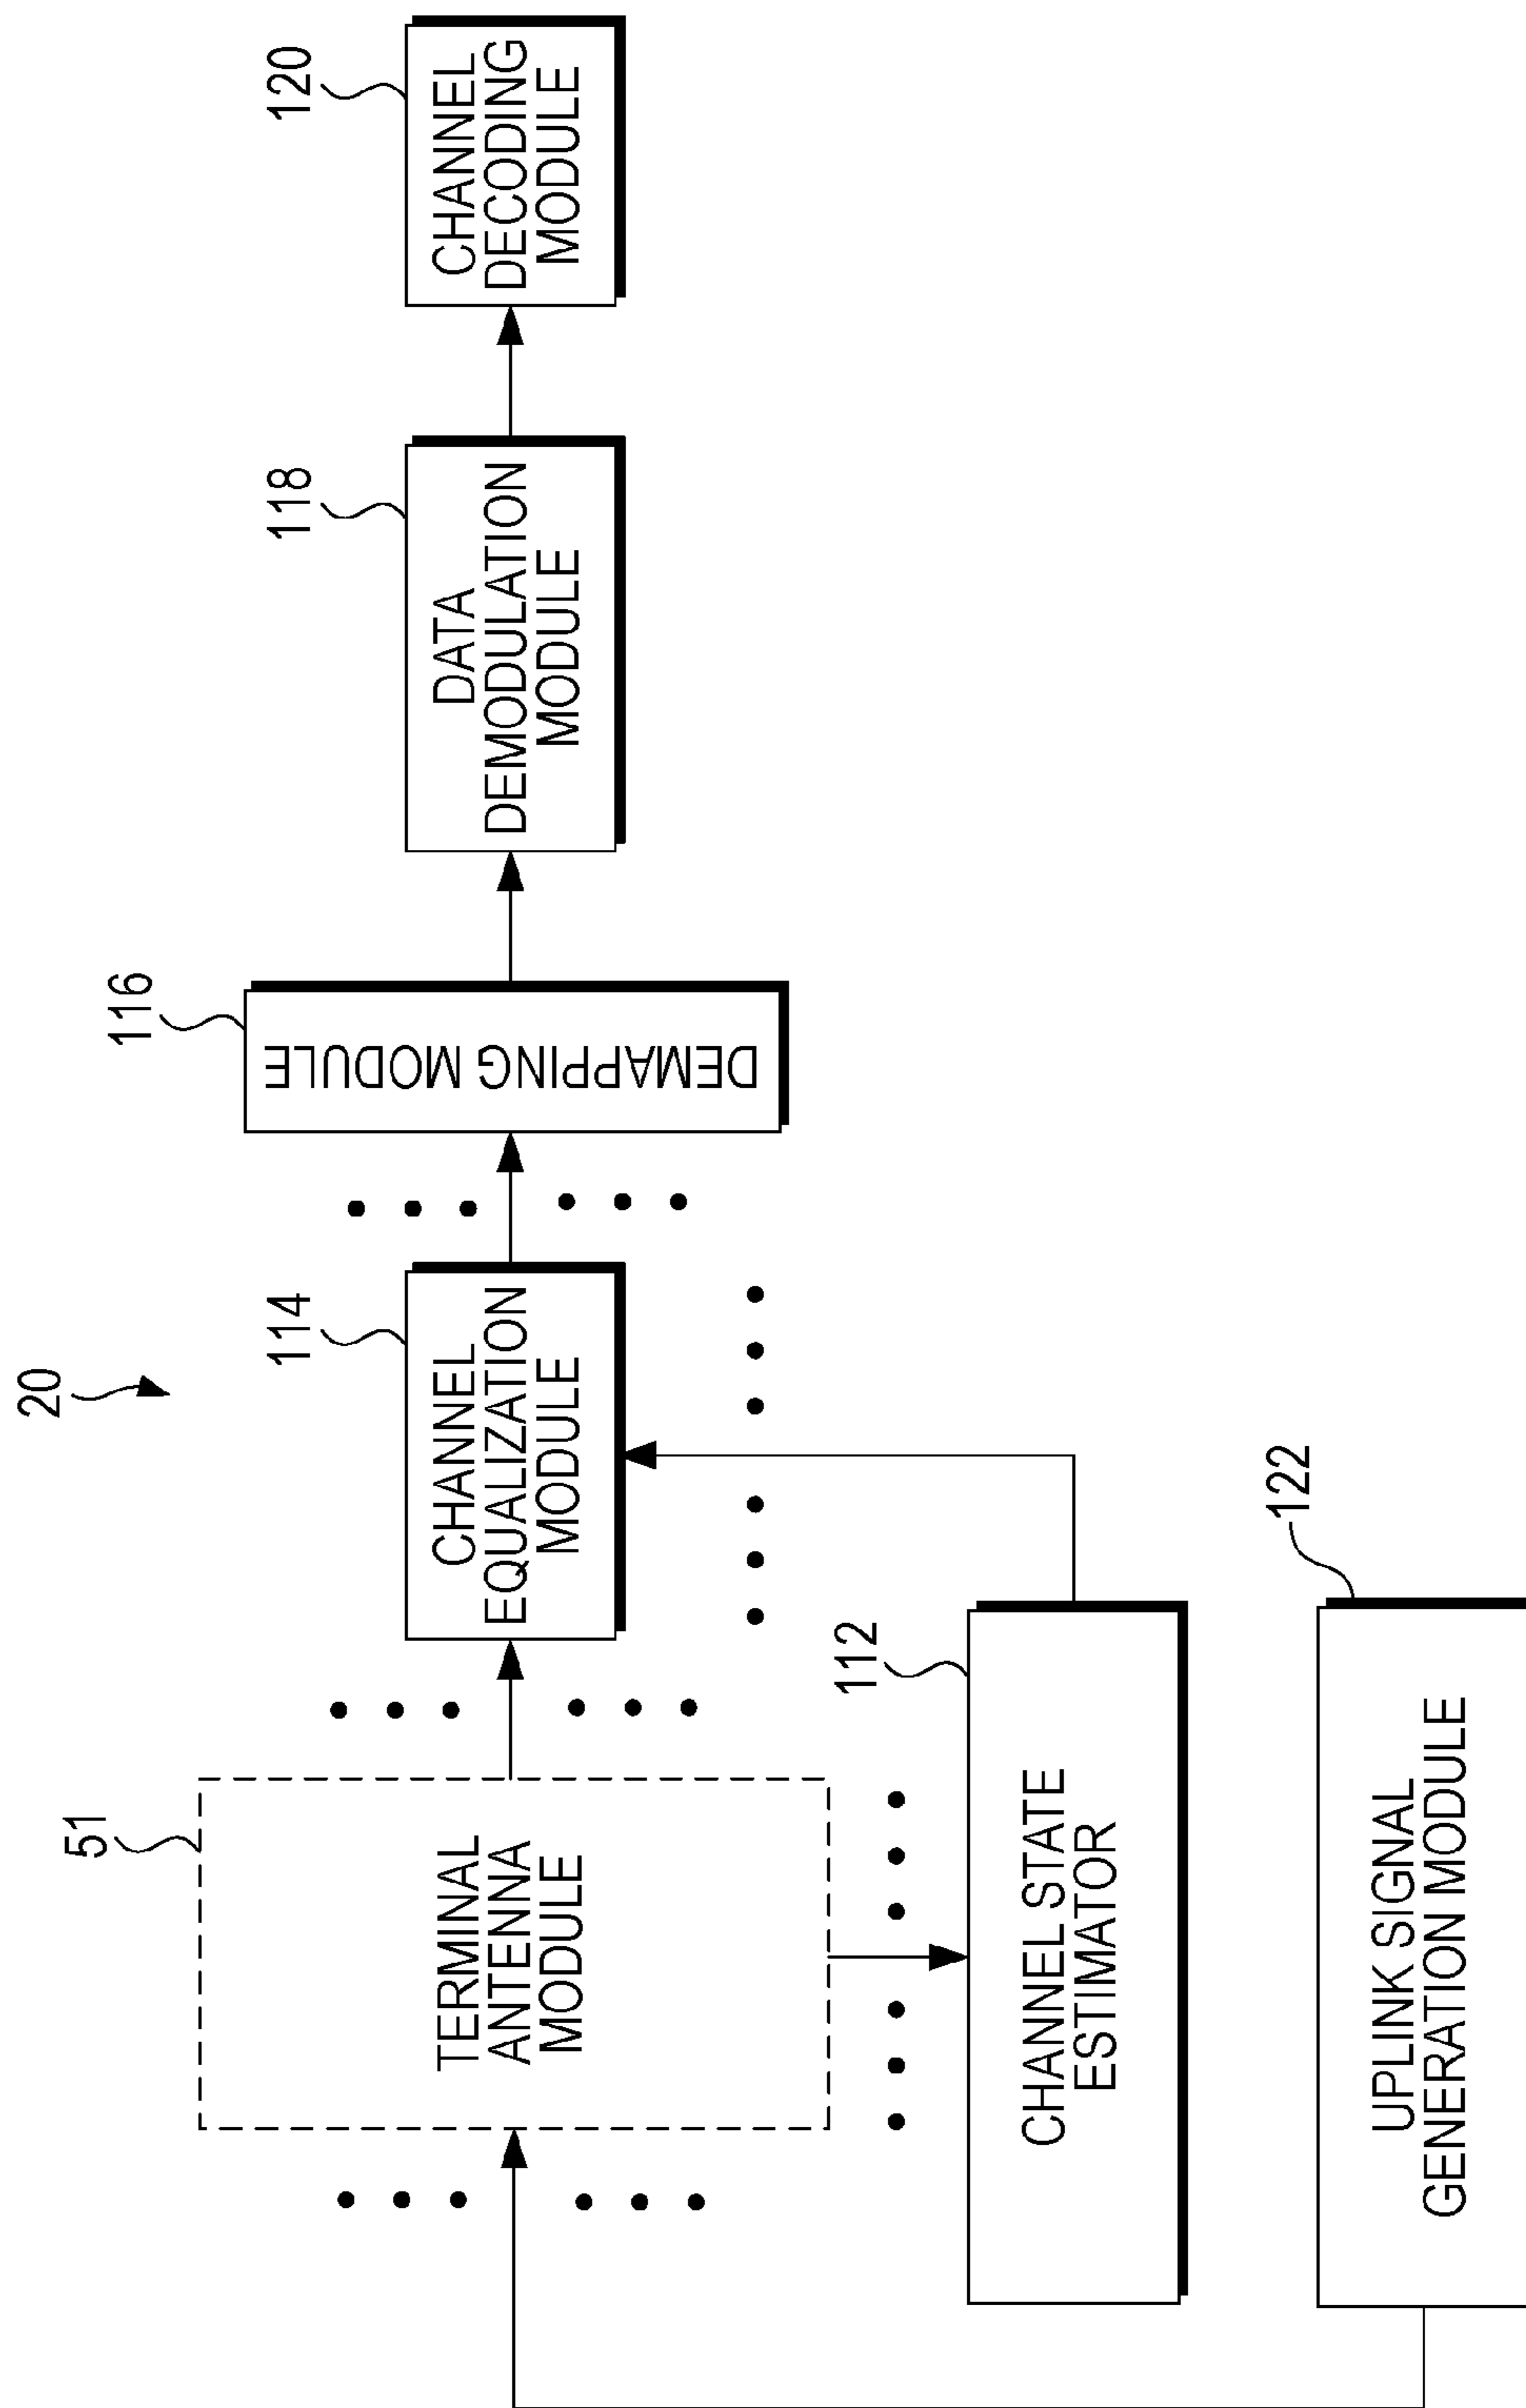 20
51
TERMINAL
ANTENNA
MODULE
114
CHANNEL
EQUALIZATION
MODULE
116
DEMAPPING MODULE
118
DATA
DEMODULATION
MODULE
120
CHANNEL
DECODING
MODULE
112
CHANNEL STATE
ESTIMATOR
122
UPLINK SIGNAL
GENERATION MODULE